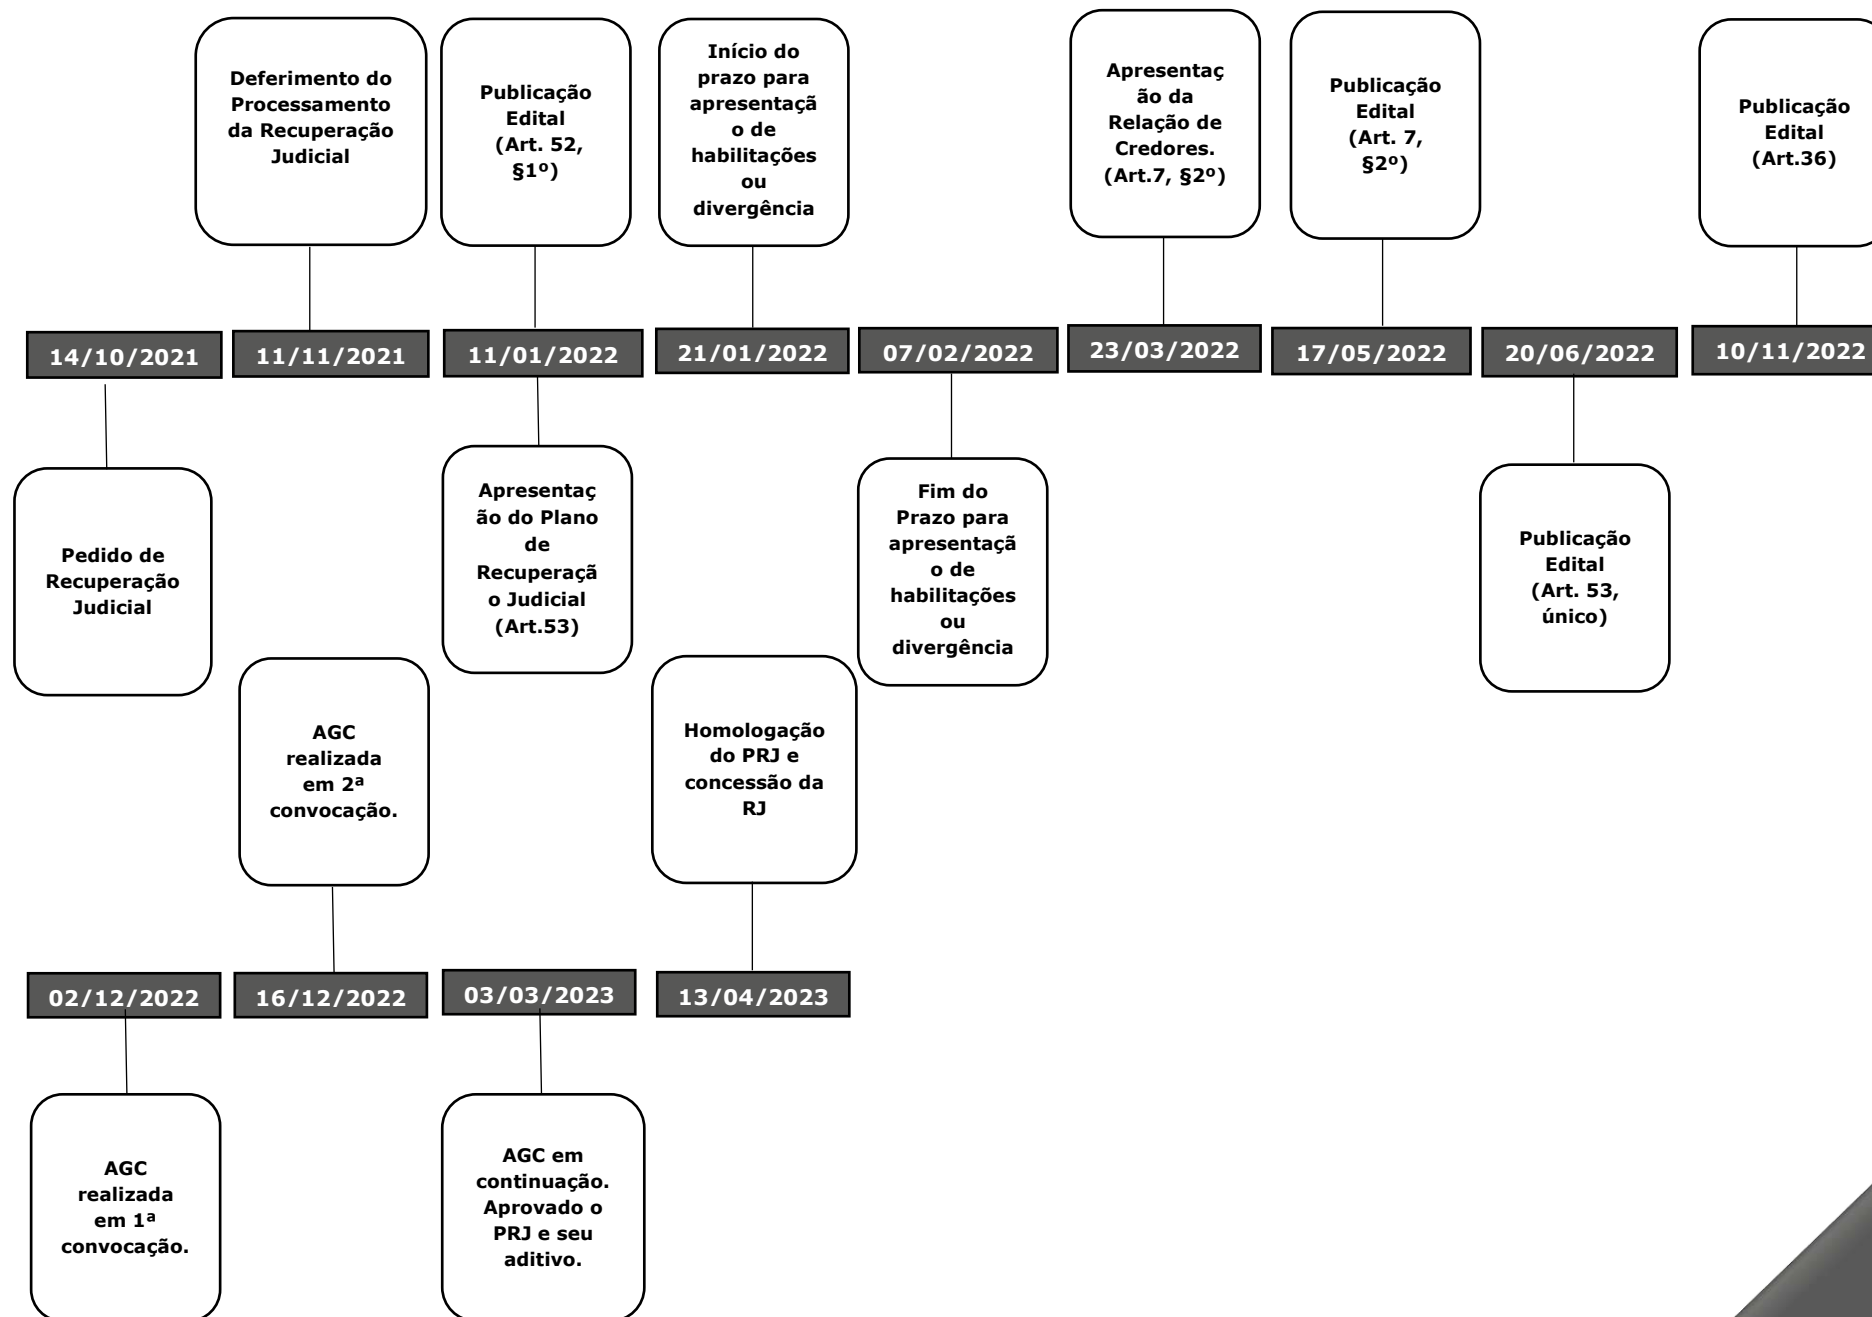 Deferimento do
Processamento
da Recuperação
Judicial
Publicação
Edital
(Art. 52,
§1º)
Início do
prazo para
apresentaçã
o de
habilitações
ou
divergência
Apresentaç
ão da
Relação de
Credores.
(Art.7, §2º)
Publicação
Edital
(Art. 7,
§2º)
Publicação
Edital
(Art.36)
14/10/2021
11/11/2021
11/01/2022
21/01/2022
07/02/2022
23/03/2022
17/05/2022
20/06/2022
10/11/2022
Pedido de
Recuperação
Judicial
Apresentaç
ão do Plano
de
Recuperaçã
o Judicial
(Art.53)
Fim do
Prazo para
apresentaçã
o de
habilitações
ou
divergência
Publicação
Edital
(Art. 53,
único)
AGC
realizada
em 2ª
convocação.
Homologação
do PRJ e
concessão da
RJ
02/12/2022
16/12/2022
03/03/2023
13/04/2023
AGC
realizada
em 1ª
convocação.
AGC em
continuação.
Aprovado o
PRJ e seu
aditivo.